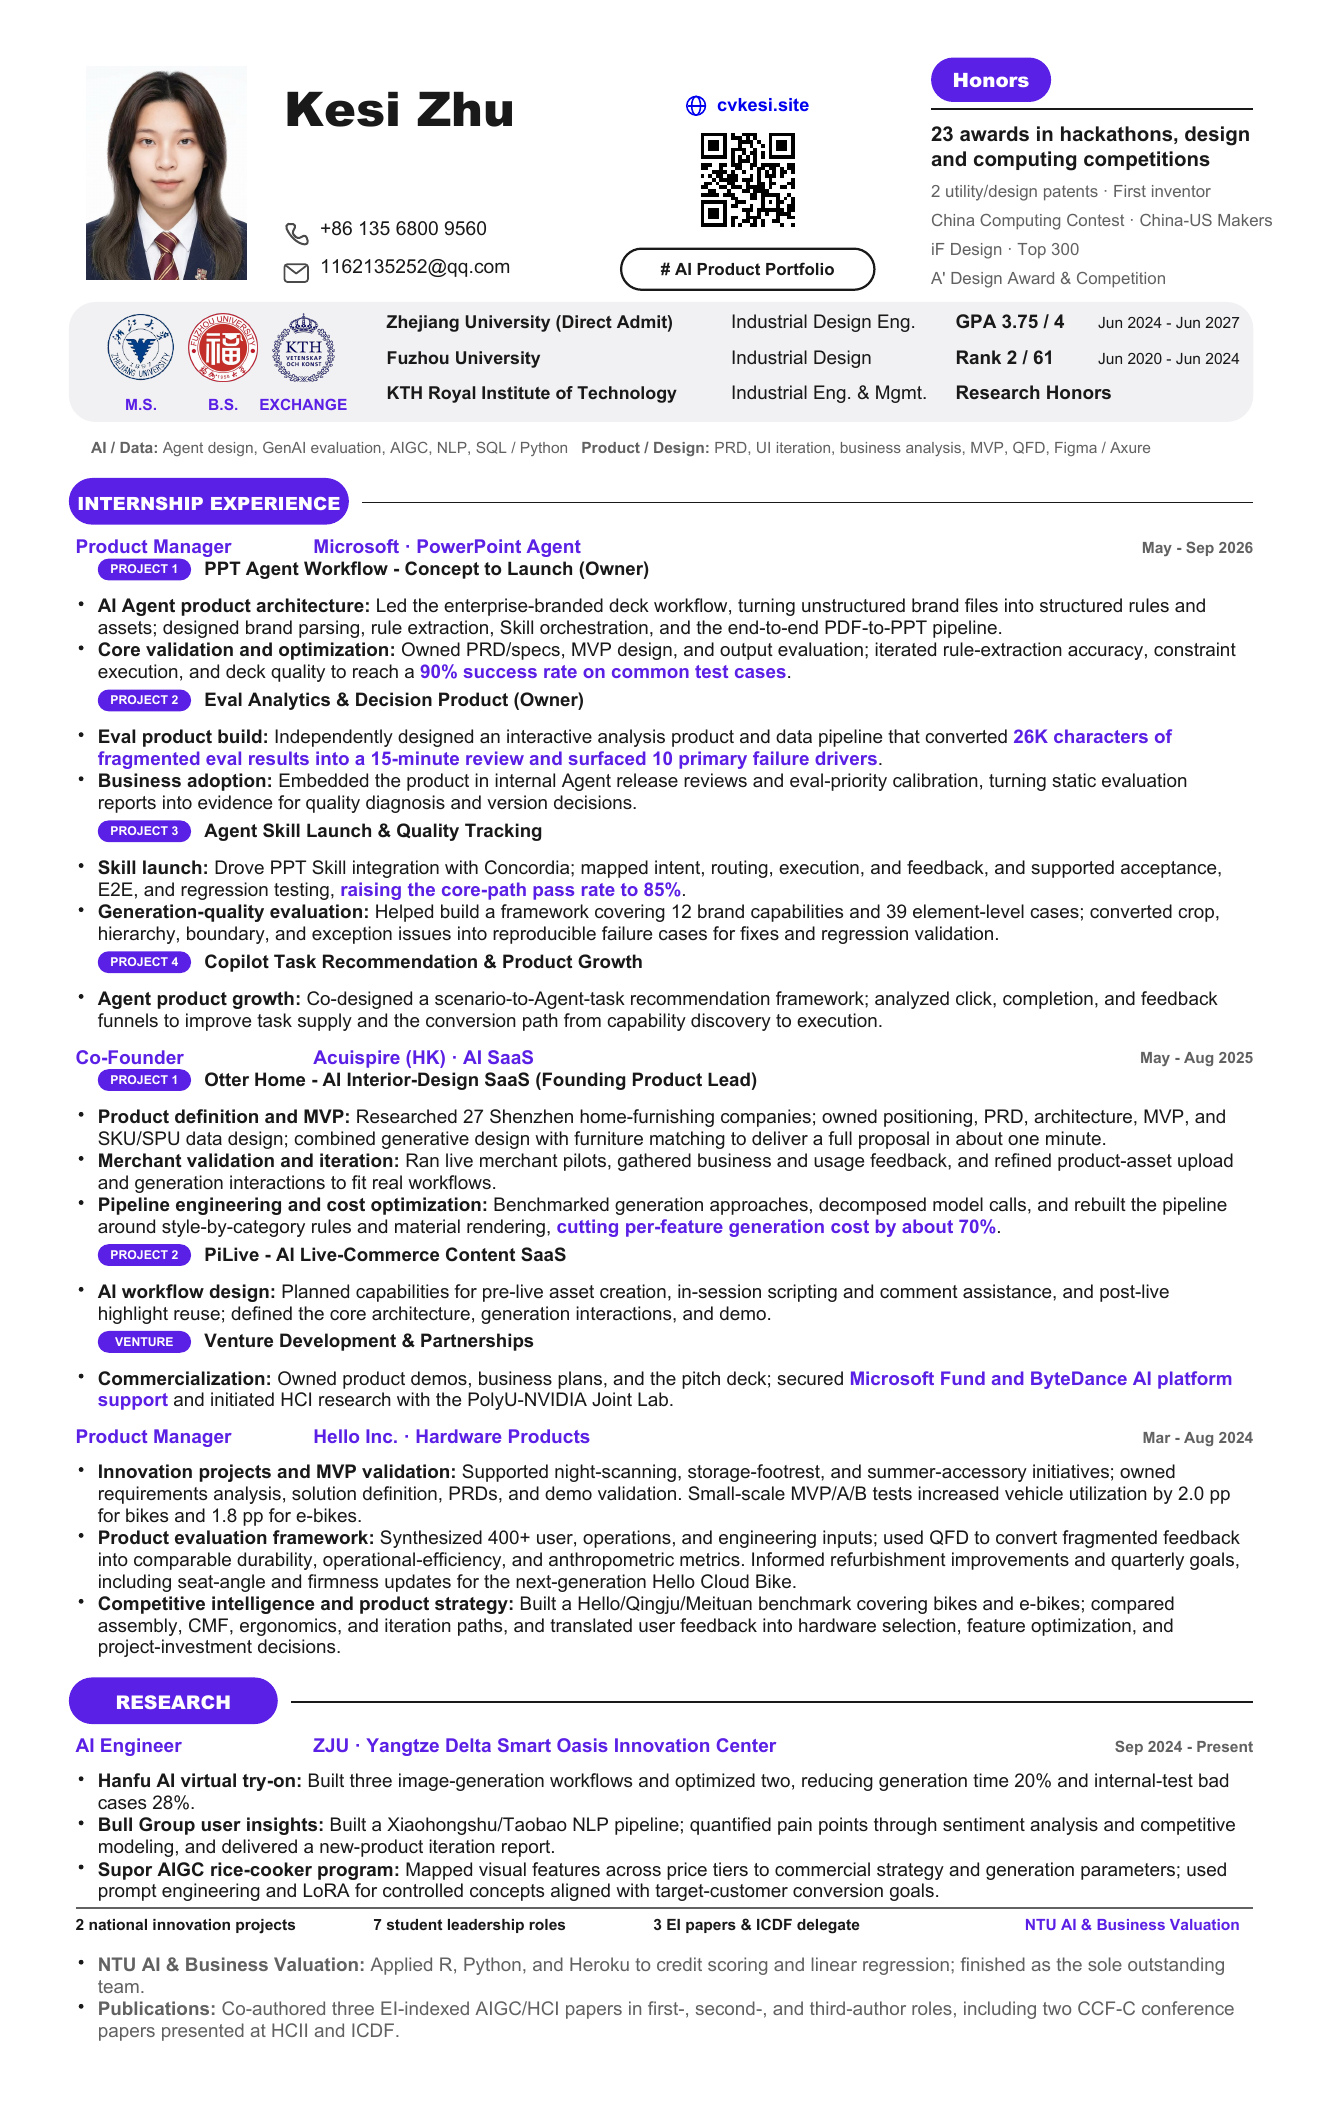 Kesi Zhu
+86 135 6800 9560
1162135252@qq.com
cvkesi.site
# AI Product Portfolio
Honors
23 awards in hackathons, design
and computing competitions
2 utility/design patents · First inventor
China Computing Contest · China-US Makers
iF Design · Top 300
A' Design Award & Competition
ZHEJIANG UNIVERSITY
1897
FUZHOU UNIVERSITY
福
1958
KTH
VETENSKAP
OCH KONST
M.S. B.S. EXCHANGE
Zhejiang University (Direct Admit) Industrial Design Eng. GPA 3.75 / 4 Jun 2024 - Jun 2027
Fuzhou University Industrial Design Rank 2 / 61 Jun 2020 - Jun 2024
KTH Royal Institute of Technology Industrial Eng. & Mgmt. Research Honors
AI / Data: Agent design, GenAI evaluation, AIGC, NLP, SQL / Python Product / Design: PRD, UI iteration, business analysis, MVP, QFD, Figma / Axure
INTERNSHIP EXPERIENCE
Product Manager Microsoft · PowerPoint Agent May - Sep 2026
PROJECT 1 PPT Agent Workflow - Concept to Launch (Owner)
• AI Agent product architecture: Led the enterprise-branded deck workflow, turning unstructured brand files into structured rules and
assets; designed brand parsing, rule extraction, Skill orchestration, and the end-to-end PDF-to-PPT pipeline.
• Core validation and optimization: Owned PRD/specs, MVP design, and output evaluation; iterated rule-extraction accuracy, constraint
execution, and deck quality to reach a 90% success rate on common test cases.
PROJECT 2 Eval Analytics & Decision Product (Owner)
• Eval product build: Independently designed an interactive analysis product and data pipeline that converted 26K characters of
fragmented eval results into a 15-minute review and surfaced 10 primary failure drivers.
• Business adoption: Embedded the product in internal Agent release reviews and eval-priority calibration, turning static evaluation
reports into evidence for quality diagnosis and version decisions.
PROJECT 3 Agent Skill Launch & Quality Tracking
• Skill launch: Drove PPT Skill integration with Concordia; mapped intent, routing, execution, and feedback, and supported acceptance,
E2E, and regression testing, raising the core-path pass rate to 85%.
• Generation-quality evaluation: Helped build a framework covering 12 brand capabilities and 39 element-level cases; converted crop,
hierarchy, boundary, and exception issues into reproducible failure cases for fixes and regression validation.
PROJECT 4 Copilot Task Recommendation & Product Growth
• Agent product growth: Co-designed a scenario-to-Agent-task recommendation framework; analyzed click, completion, and feedback
funnels to improve task supply and the conversion path from capability discovery to execution.
Co-Founder Acuispire (HK) · AI SaaS May - Aug 2025
PROJECT 1 Otter Home - AI Interior-Design SaaS (Founding Product Lead)
• Product definition and MVP: Researched 27 Shenzhen home-furnishing companies; owned positioning, PRD, architecture, MVP, and
SKU/SPU data design; combined generative design with furniture matching to deliver a full proposal in about one minute.
• Merchant validation and iteration: Ran live merchant pilots, gathered business and usage feedback, and refined product-asset upload
and generation interactions to fit real workflows.
• Pipeline engineering and cost optimization: Benchmarked generation approaches, decomposed model calls, and rebuilt the pipeline
around style-by-category rules and material rendering, cutting per-feature generation cost by about 70%.
PROJECT 2 PiLive - AI Live-Commerce Content SaaS
• AI workflow design: Planned capabilities for pre-live asset creation, in-session scripting and comment assistance, and post-live
highlight reuse; defined the core architecture, generation interactions, and demo.
VENTURE Venture Development & Partnerships
• Commercialization: Owned product demos, business plans, and the pitch deck; secured Microsoft Fund and ByteDance AI platform
support and initiated HCI research with the PolyU-NVIDIA Joint Lab.
Product Manager Hello Inc. · Hardware Products Mar - Aug 2024
• Innovation projects and MVP validation: Supported night-scanning, storage-footrest, and summer-accessory initiatives; owned
requirements analysis, solution definition, PRDs, and demo validation. Small-scale MVP/A/B tests increased vehicle utilization by 2.0 pp
for bikes and 1.8 pp for e-bikes.
• Product evaluation framework: Synthesized 400+ user, operations, and engineering inputs; used QFD to convert fragmented feedback
into comparable durability, operational-efficiency, and anthropometric metrics. Informed refurbishment improvements and quarterly goals,
including seat-angle and firmness updates for the next-generation Hello Cloud Bike.
• Competitive intelligence and product strategy: Built a Hello/Qingju/Meituan benchmark covering bikes and e-bikes; compared
assembly, CMF, ergonomics, and iteration paths, and translated user feedback into hardware selection, feature optimization, and
project-investment decisions.
RESEARCH
AI Engineer ZJU · Yangtze Delta Smart Oasis Innovation Center Sep 2024 - Present
• Hanfu AI virtual try-on: Built three image-generation workflows and optimized two, reducing generation time 20% and internal-test bad
cases 28%.
• Bull Group user insights: Built a Xiaohongshu/Taobao NLP pipeline; quantified pain points through sentiment analysis and competitive
modeling, and delivered a new-product iteration report.
• Supor AIGC rice-cooker program: Mapped visual features across price tiers to commercial strategy and generation parameters; used
prompt engineering and LoRA for controlled concepts aligned with target-customer conversion goals.
2 national innovation projects 7 student leadership roles 3 EI papers & ICDF delegate NTU AI & Business Valuation
• NTU AI & Business Valuation: Applied R, Python, and Heroku to credit scoring and linear regression; finished as the sole outstanding
team.
• Publications: Co-authored three EI-indexed AIGC/HCI papers in first-, second-, and third-author roles, including two CCF-C conference
papers presented at HCII and ICDF.